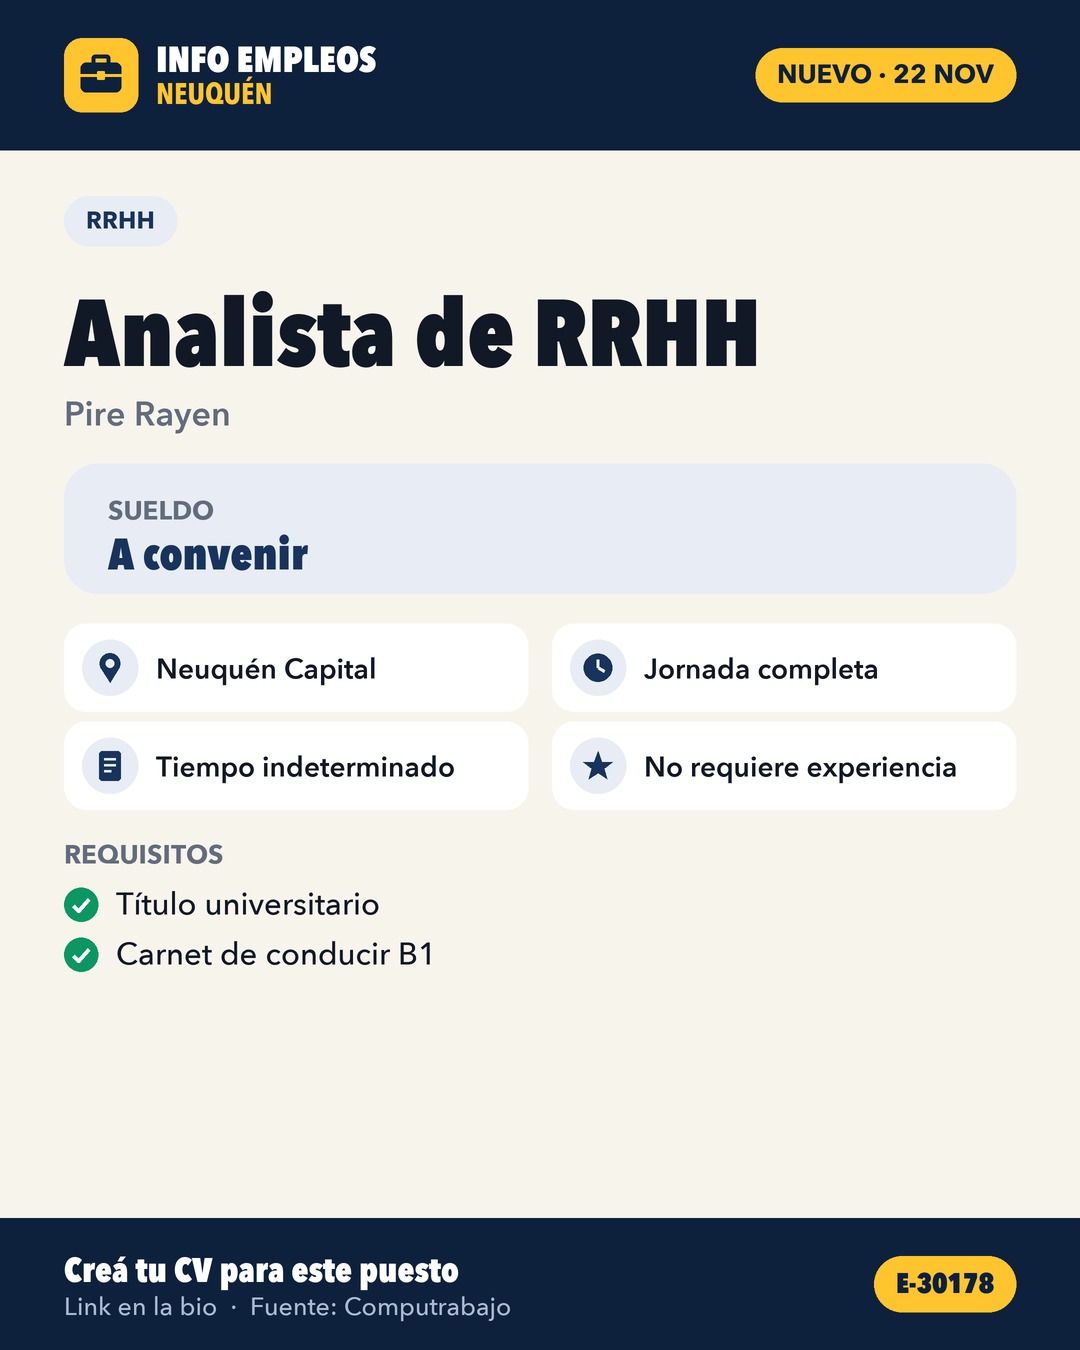 INFO EMPLEOS
NEUQUÉN
NUEVO · 22 NOV
RRHH
Analista de RRHH
Pire Rayen
SUELDO
A convenir
Neuquén Capital
Jornada completa
Tiempo indeterminado
No requiere experiencia
REQUISITOS
Título universitario
Carnet de conducir B1
Creá tu CV para este puesto
Link en la bio · Fuente: Computrabajo
E-30178